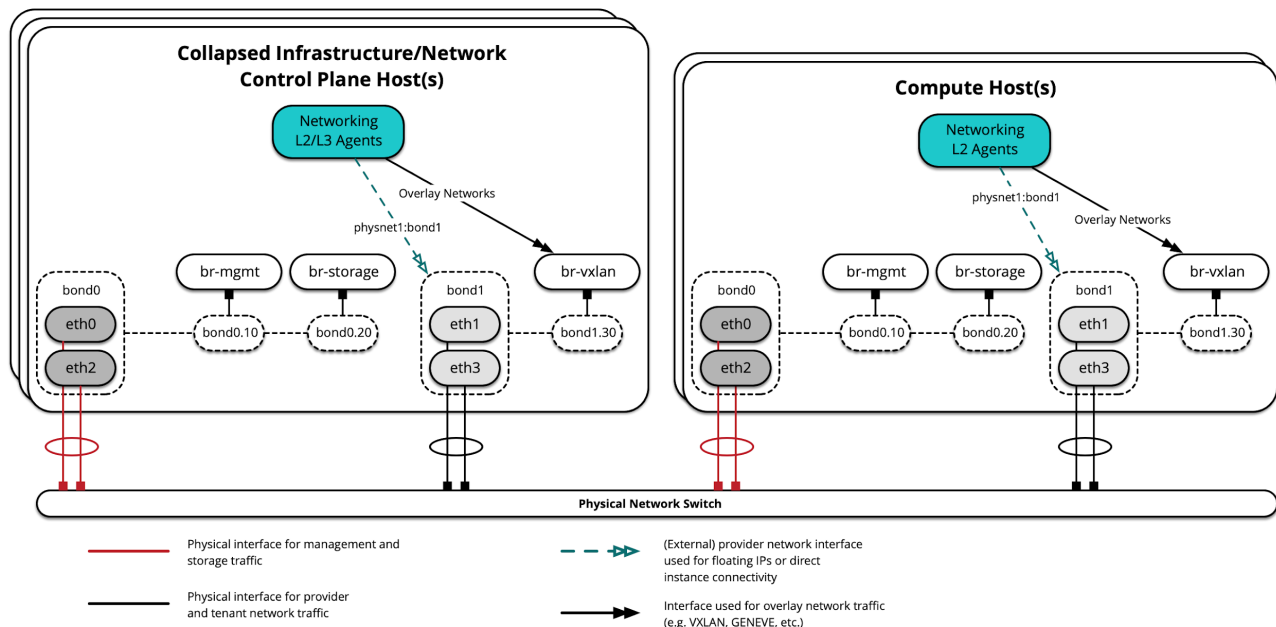 Collapsed Infrastructure/Network
Control Plane Host(s)
Networking
L2/L3 Agents
Overlay Networks
physnet1:bond1
br-mgmt
br-storage
br-vxlan
bond0
eth0
eth2
bond0.10
bond0.20
bond1
eth1
eth3
bond1.30
Compute Host(s)
Networking
L2 Agents
physnet1:bond1
Overlay Networks
br-mgmt
br-storage
br-vxlan
bond0
eth0
eth2
bond0.10
bond0.20
bond1
eth1
eth3
bond1.30
Physical Network Switch
Physical interface for management and
storage traffic
Physical interface for provider
and tenant network traffic
(External) provider network interface
used for floating IPs or direct
instance connectivity
Interface used for overlay network traffic
(e.g. VXLAN, GENEVE, etc.)